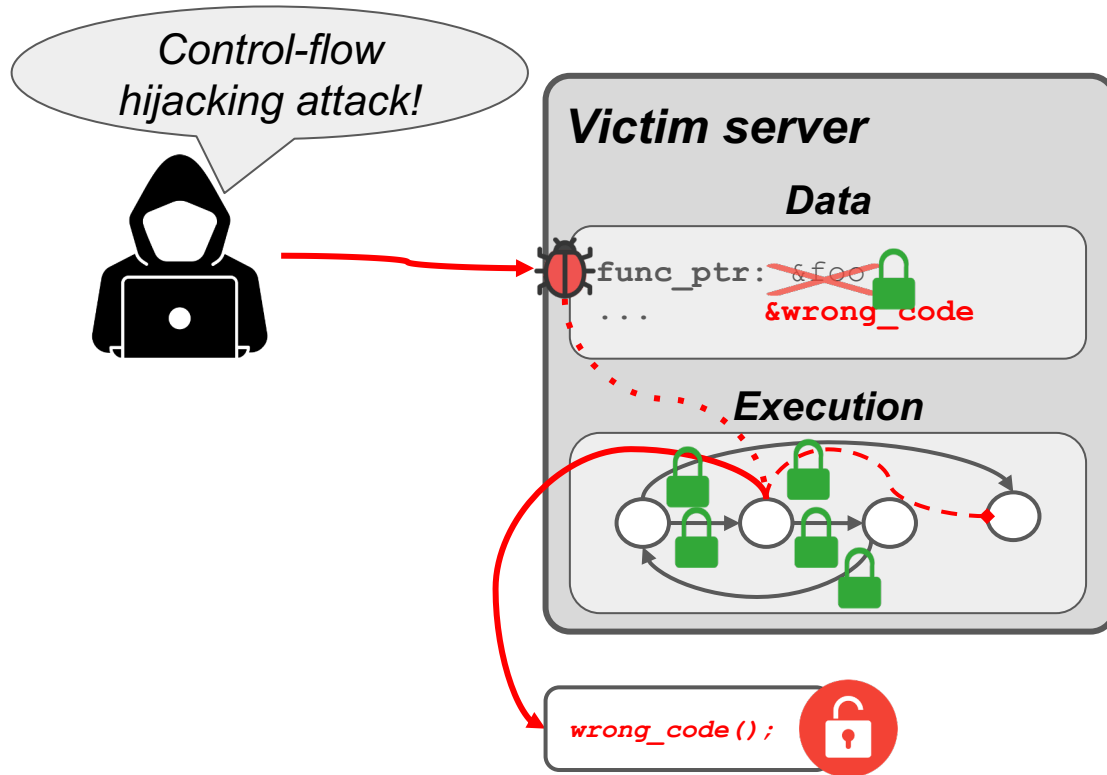 Control-flow
hijacking attack!
Victim server
Data
func_ptr: &foo
... &wrong_code
Execution
wrong_code();